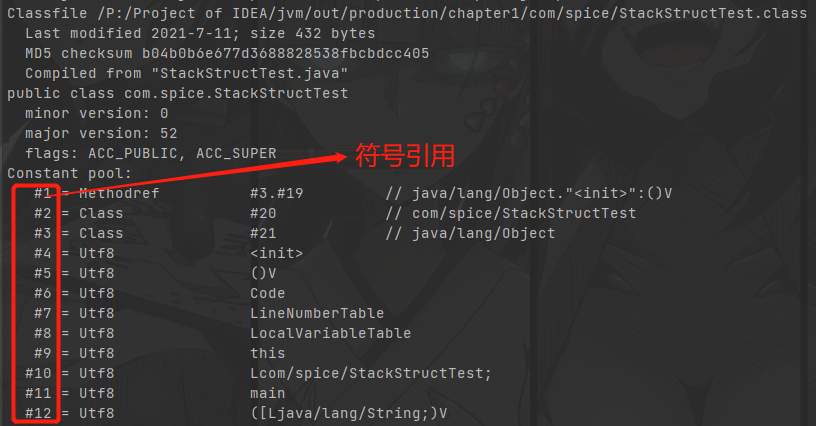 Classfile /P:/Project of IDEA/jvm/out/production/chapter1/com/spice/StackStructTest.class
  Last modified 2021-7-11; size 432 bytes
  MD5 checksum b04b0b6e677d3688828538fbcbdcc405
  Compiled from "StackStructTest.java"
public class com.spice.StackStructTest
  minor version: 0
  major version: 52
  flags: ACC_PUBLIC, ACC_SUPER
符号引用
Constant pool:
   #1 = Methodref          #3.#19         // java/lang/Object."<init>":()V
   #2 = Class              #20            // com/spice/StackStructTest
   #3 = Class              #21            // java/lang/Object
   #4 = Utf8               <init>
   #5 = Utf8               ()V
   #6 = Utf8               Code
   #7 = Utf8               LineNumberTable
   #8 = Utf8               LocalVariableTable
   #9 = Utf8               this
  #10 = Utf8               Lcom/spice/StackStructTest;
  #11 = Utf8               main
  #12 = Utf8               ([Ljava/lang/String;)V